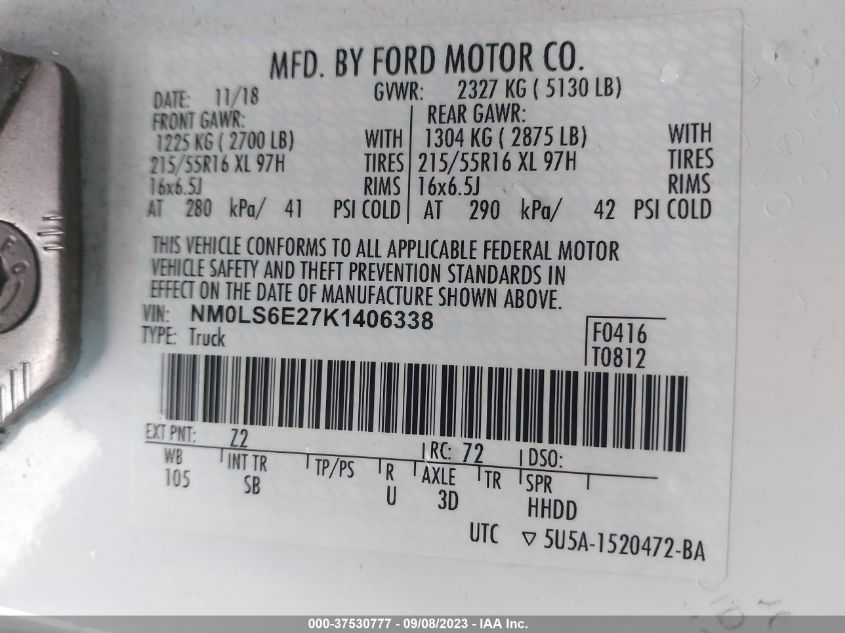 MFD. BY FORD MOTOR CO.
DATE: 11/18 GVWR: 2327 KG ( 5130 LB)
FRONT GAWR: REAR GAWR:
1225 KG ( 2700 LB) WITH 1304 KG ( 2875 LB) WITH
215/55R16 XL 97H TIRES 215/55R16 XL 97H TIRES
16x6.5J RIMS 16x6.5J RIMS
AT 280 kPa/ 41 PSI COLD AT 290 kPa/ 42 PSI COLD
THIS VEHICLE CONFORMS TO ALL APPLICABLE FEDERAL MOTOR
VEHICLE SAFETY AND THEFT PREVENTION STANDARDS IN
EFFECT ON THE DATE OF MANUFACTURE SHOWN ABOVE.
VIN: NM0LS6E27K1406338
TYPE: Truck
F0416
T0812
EXT PNT: Z2 RC: 72 DSO:
WB INT TR TP/PS R AXLE TR SPR
105 SB U 3D HHDD
UTC ▽ 5U5A-1520472-BA
000-37530777 - 09/08/2023 - IAA Inc.